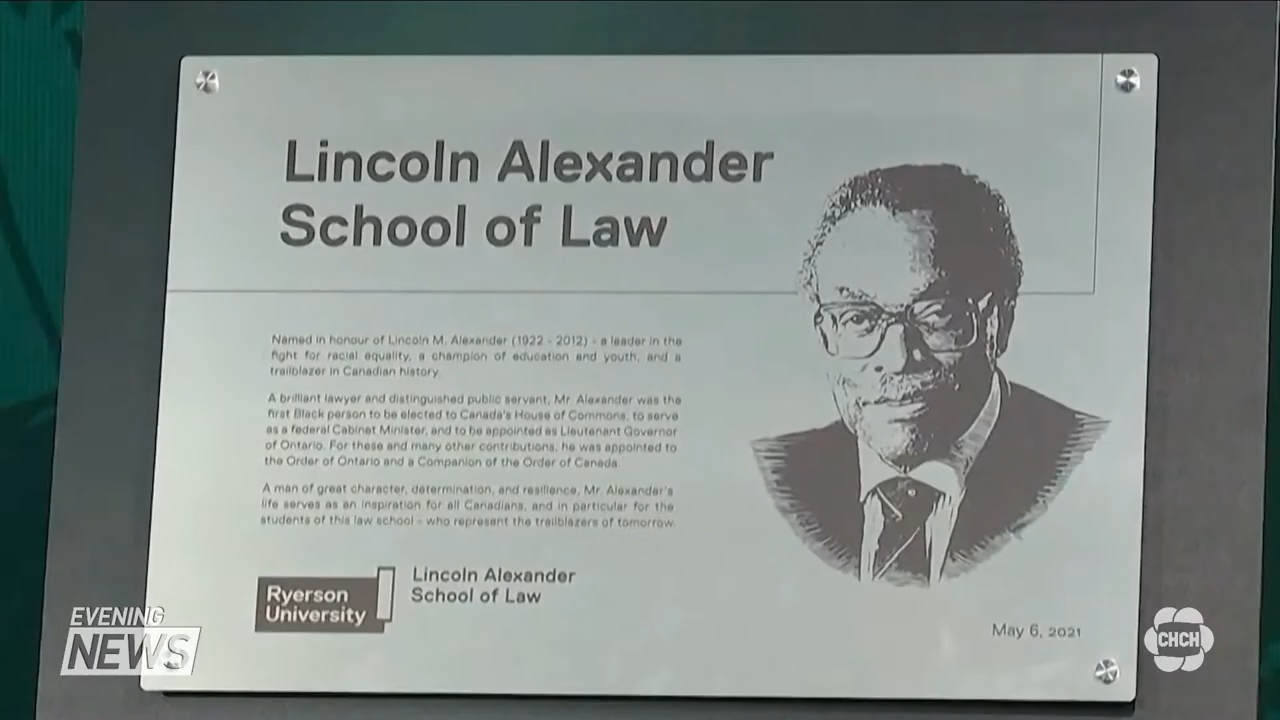 Lincoln Alexander
School of Law
Named in honour of Lincoln M. Alexander (1922 - 2012) - a leader in the
fight for racial equality, a champion of education and youth, and a
trailblazer in Canadian history.
A brilliant lawyer and distinguished public servant, Mr. Alexander was the
first Black person to be elected to Canada's House of Commons, to serve
as a federal Cabinet Minister, and to be appointed as Lieutenant Governor
of Ontario. For these and many other contributions, he was appointed to
the Order of Ontario and a Companion of the Order of Canada.
A man of great character, determination, and resilience, Mr. Alexander's
life serves as an inspiration for all Canadians, and in particular for the
students of this law school - who represent the trailblazers of tomorrow.
Ryerson
University
Lincoln Alexander
School of Law
May 6, 2021
EVENING
NEWS
CHCH